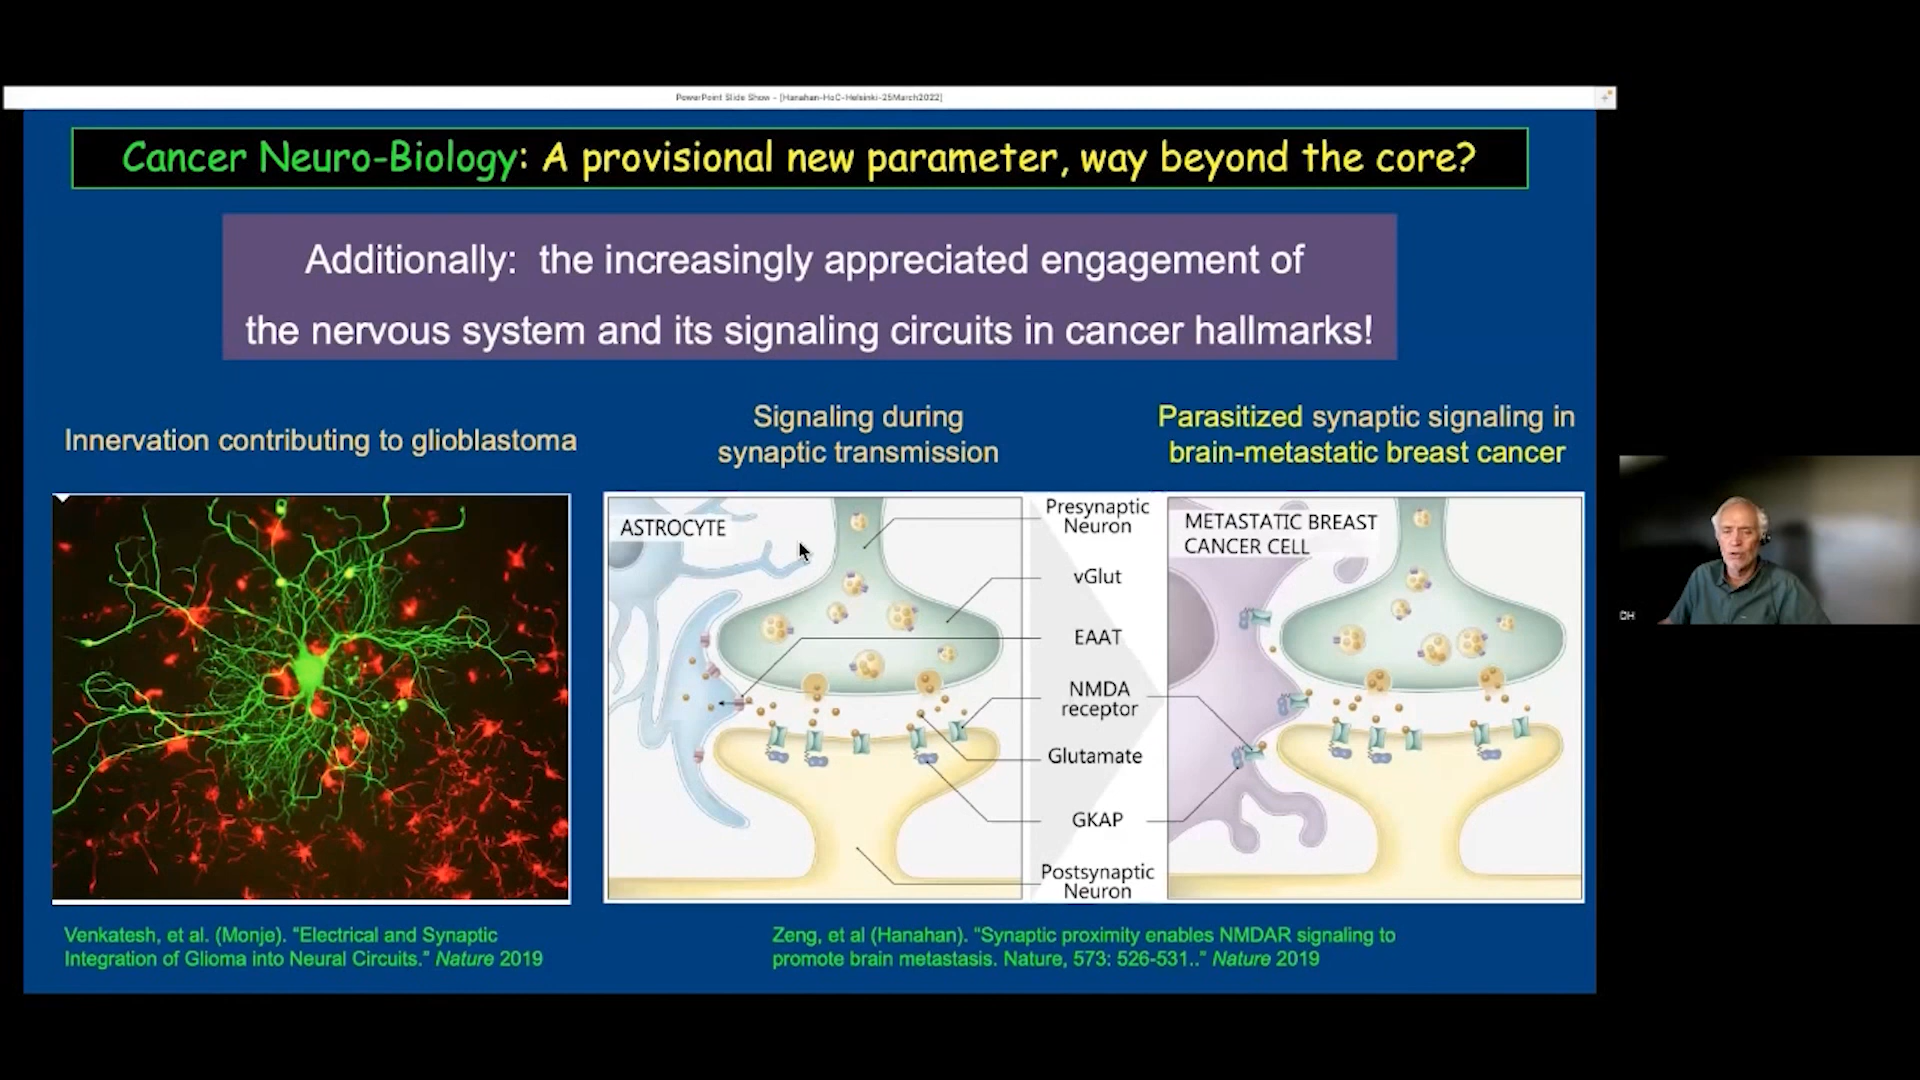 PowerPoint Slide Show - [Hanahan-HoC-Helsinki-25March2022]
Cancer Neuro-Biology: A provisional new parameter, way beyond the core?
Additionally: the increasingly appreciated engagement of
the nervous system and its signaling circuits in cancer hallmarks!
Innervation contributing to glioblastoma
Signaling during
synaptic transmission
Parasitized synaptic signaling in
brain-metastatic breast cancer
ASTROCYTE
Presynaptic
Neuron
vGlut
EAAT
NMDA
receptor
Glutamate
GKAP
Postsynaptic
Neuron
METASTATIC BREAST
CANCER CELL
DH
Venkatesh, et al. (Monje). "Electrical and Synaptic
Integration of Glioma into Neural Circuits." Nature 2019
Zeng, et al (Hanahan). "Synaptic proximity enables NMDAR signaling to
promote brain metastasis. Nature, 573: 526-531.." Nature 2019